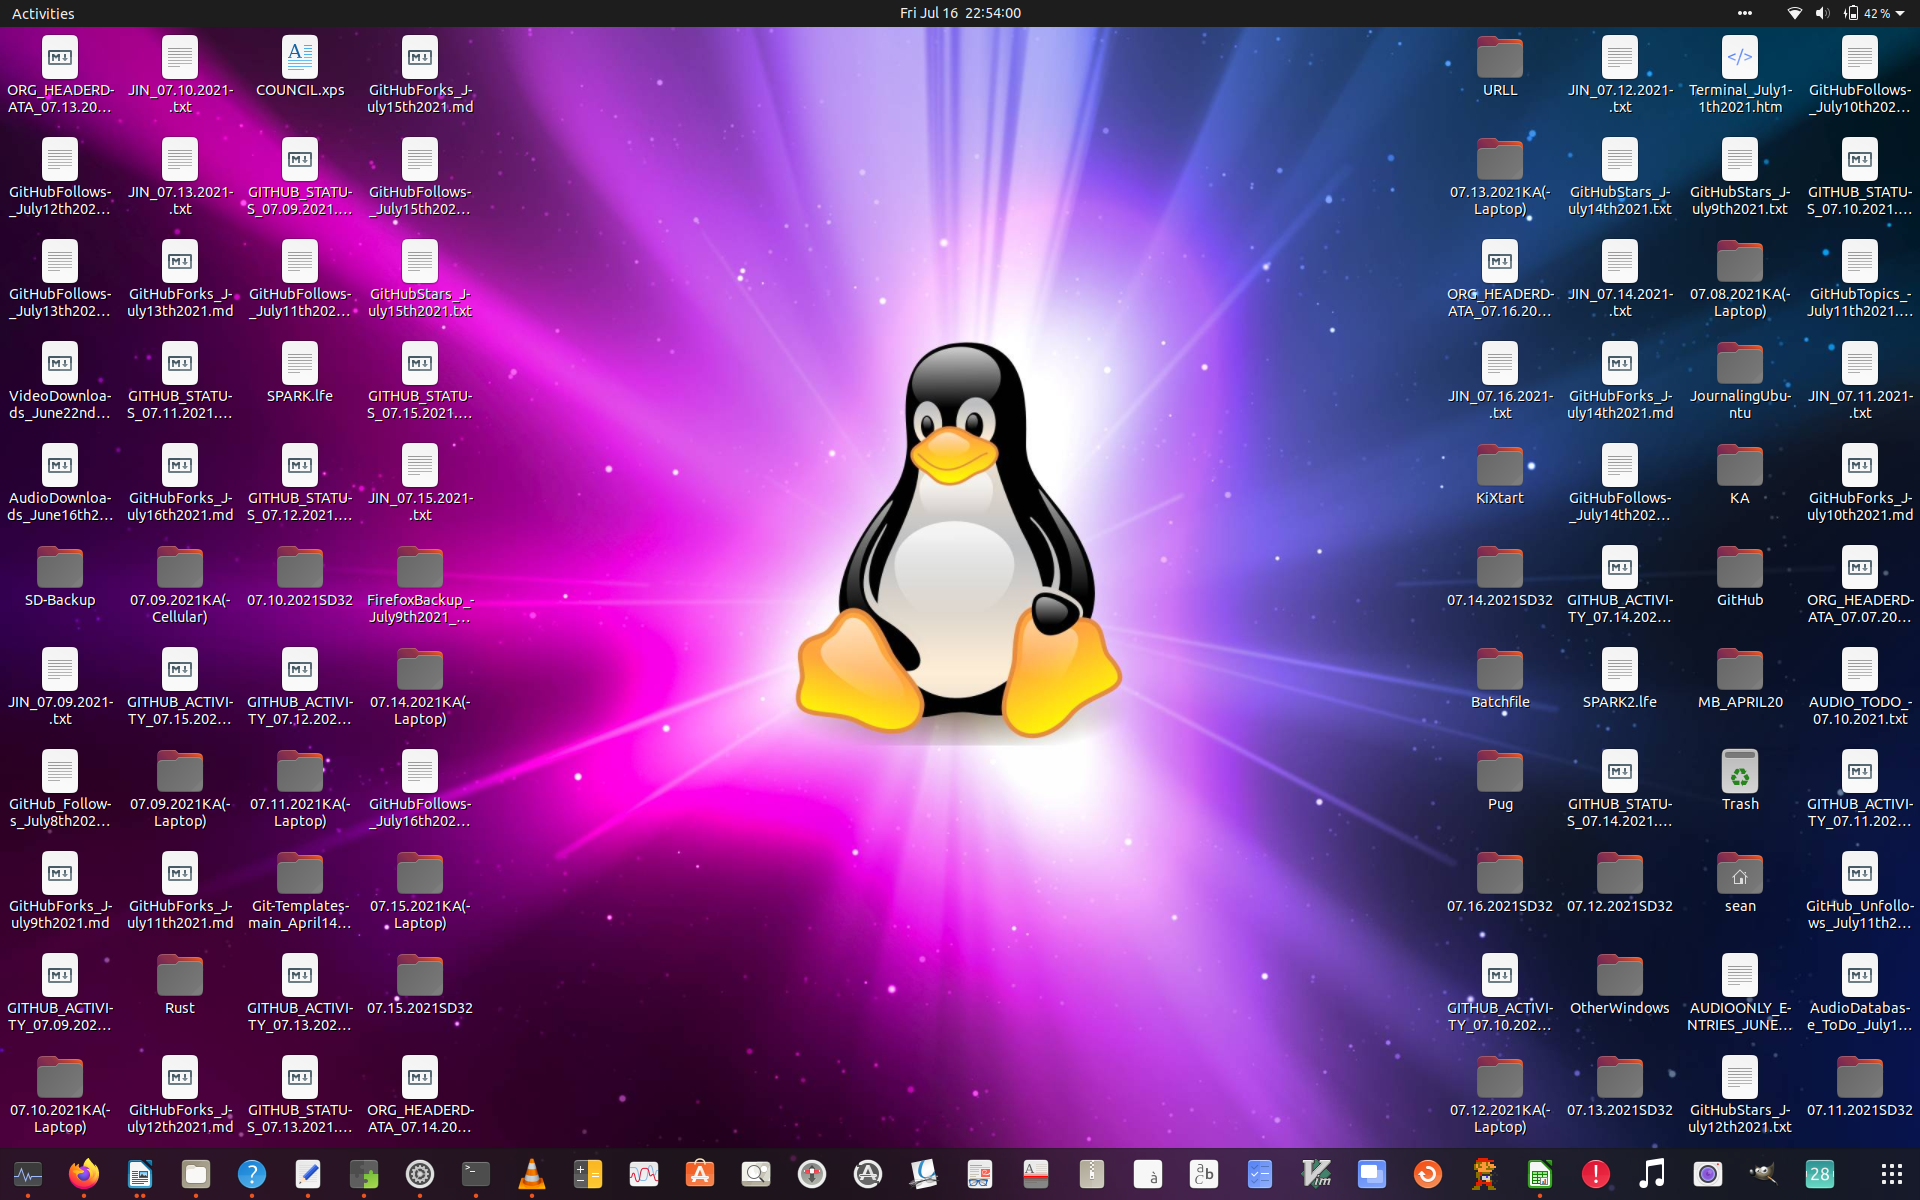 Activities
Fri Jul 16 22:54:00
42 %
ORG_HEADERD-
ATA_07.13.20...
JIN_07.10.2021-
.txt
COUNCIL.xps
GitHubForks_J-
uly15th2021.md
URLL
JIN_07.12.2021-
.txt
Terminal_July1-
1th2021.htm
GitHubFollows-
_July10th202...
GitHubFollows-
_July12th202...
JIN_07.13.2021-
.txt
GITHUB_STATU-
S_07.09.2021....
GitHubFollows-
_July15th202...
07.13.2021KA(-
Laptop)
GitHubStars_J-
uly14th2021.txt
GitHubStars_J-
uly9th2021.txt
GITHUB_STATU-
S_07.10.2021....
GitHubFollows-
_July13th202...
GitHubForks_J-
uly13th2021.md
GitHubFollows-
_July11th202...
GitHubStars_J-
uly15th2021.txt
ORG_HEADERD-
ATA_07.16.20...
JIN_07.14.2021-
.txt
07.08.2021KA(-
Laptop)
GitHubTopics_-
July11th2021....
VideoDownloa-
ds_June22nd...
GITHUB_STATU-
S_07.11.2021....
SPARK.lfe
GITHUB_STATU-
S_07.15.2021....
JIN_07.16.2021-
.txt
GitHubForks_J-
uly14th2021.md
JournalingUbu-
ntu
JIN_07.11.2021-
.txt
AudioDownloa-
ds_June16th2...
GitHubForks_J-
uly16th2021.md
GITHUB_STATU-
S_07.12.2021....
JIN_07.15.2021-
.txt
KiXtart
GitHubFollows-
_July14th202...
KA
GitHubForks_J-
uly10th2021.md
SD-Backup
07.09.2021KA(-
Cellular)
07.10.2021SD32
FirefoxBackup_-
July9th2021_...
07.14.2021SD32
GITHUB_ACTIVI-
TY_07.14.202...
GitHub
ORG_HEADERD-
ATA_07.07.20...
JIN_07.09.2021-
.txt
GITHUB_ACTIVI-
TY_07.15.202...
GITHUB_ACTIVI-
TY_07.12.202...
07.14.2021KA(-
Laptop)
Batchfile
SPARK2.lfe
MB_APRIL20
AUDIO_TODO_-
07.10.2021.txt
GitHub_Follow-
s_July8th202...
07.09.2021KA(-
Laptop)
07.11.2021KA(-
Laptop)
GitHubFollows-
_July16th202...
Pug
GITHUB_STATU-
S_07.14.2021....
Trash
GITHUB_ACTIVI-
TY_07.11.202...
GitHubForks_J-
uly9th2021.md
GitHubForks_J-
uly11th2021.md
Git-Templates-
main_April14...
07.15.2021KA(-
Laptop)
07.16.2021SD32
07.12.2021SD32
sean
GitHub_Unfollo-
ws_July11th2...
GITHUB_ACTIVI-
TY_07.09.202...
Rust
GITHUB_ACTIVI-
TY_07.13.202...
07.15.2021SD32
GITHUB_ACTIVI-
TY_07.10.202...
OtherWindows
AUDIOONLY_E-
NTRIES_JUNE...
AudioDatabas-
e_ToDo_July1...
07.10.2021KA(-
Laptop)
GitHubForks_J-
uly12th2021.md
GITHUB_STATU-
S_07.13.2021....
ORG_HEADERD-
ATA_07.14.20...
07.12.2021KA(-
Laptop)
07.13.2021SD32
GitHubStars_J-
uly12th2021.txt
07.11.2021SD32
28